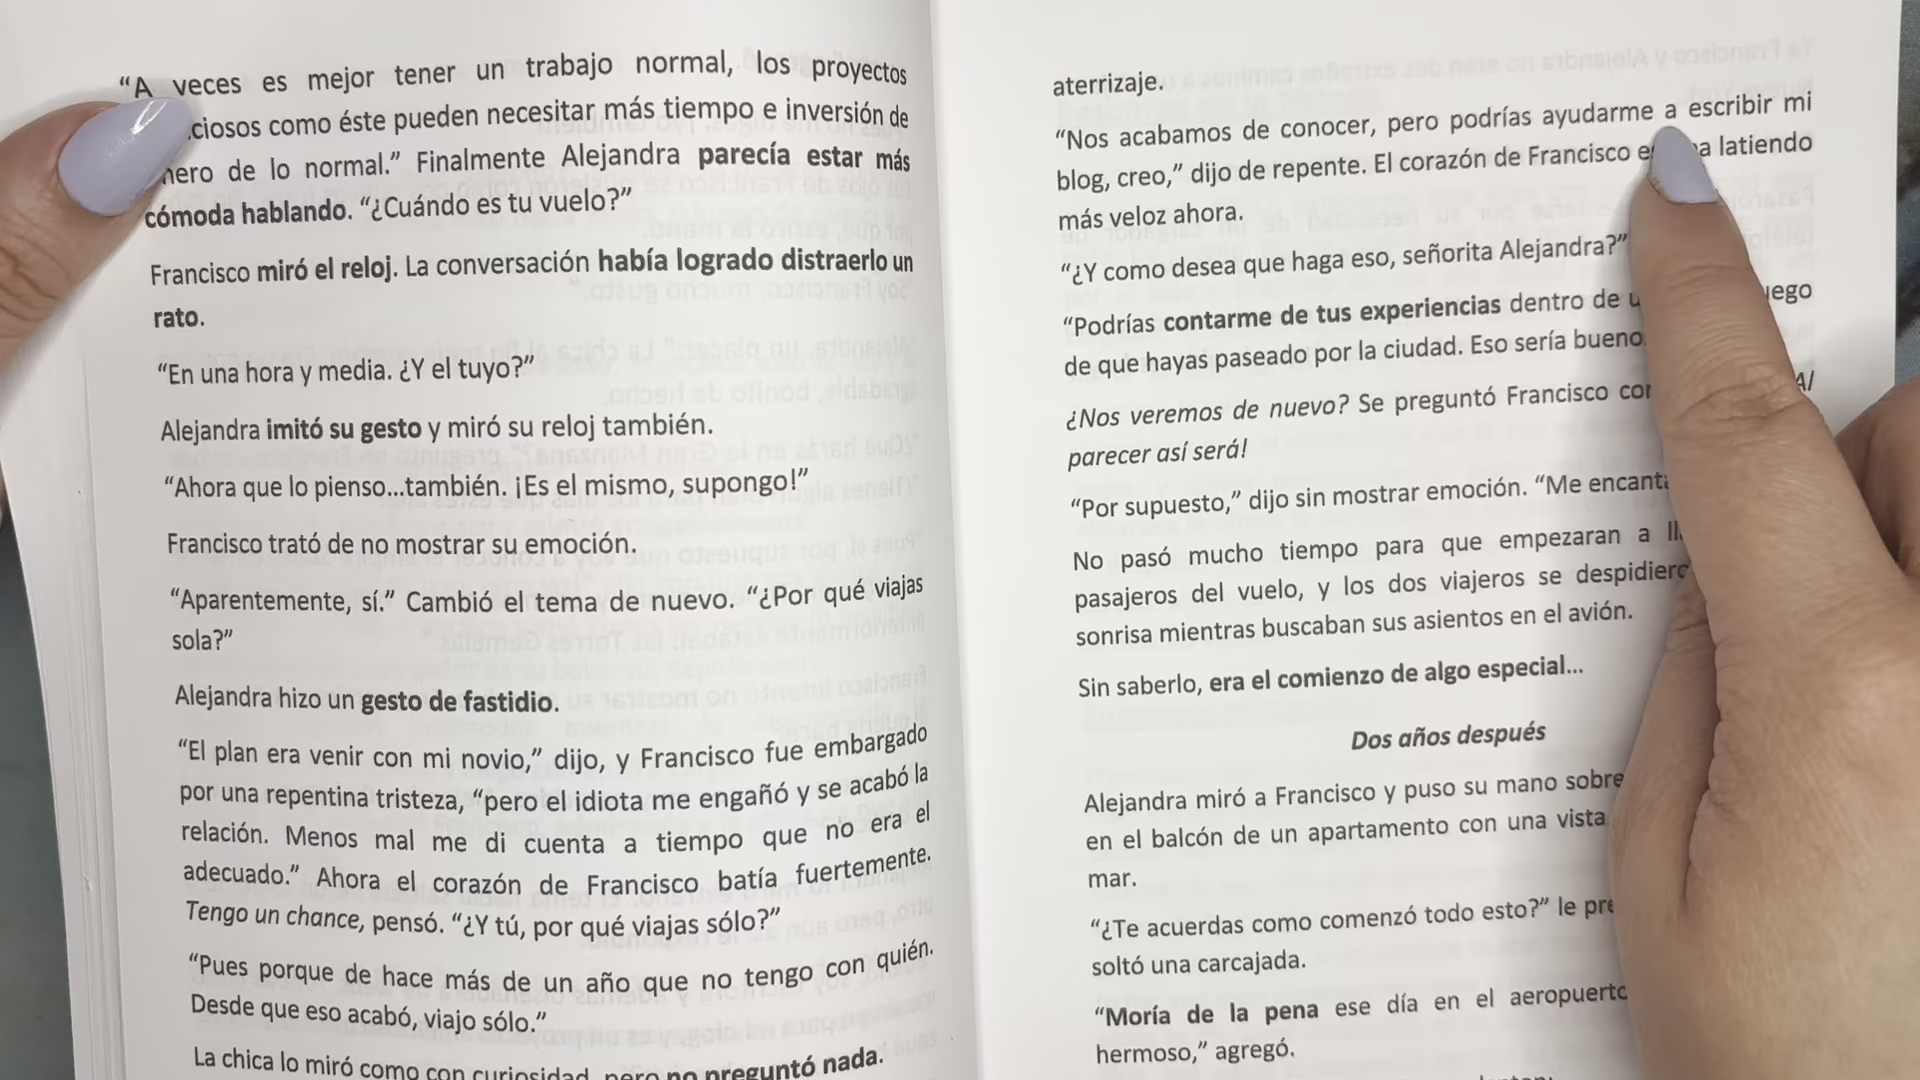 “A veces es mejor tener un trabajo normal, los proyectos
como éste pueden necesitar más tiempo e inversión de
de lo normal.” Finalmente Alejandra parecía estar más
cómoda hablando. “¿Cuándo es tu vuelo?”
Francisco miró el reloj. La conversación había logrado distraerlo un
rato.
“En una hora y media. ¿Y el tuyo?”
Alejandra imitó su gesto y miró su reloj también.
“Ahora que lo pienso...también. ¡Es el mismo, supongo!”
Francisco trató de no mostrar su emoción.
“Aparentemente, sí.” Cambió el tema de nuevo. “¿Por qué viajas
sola?”
Alejandra hizo un gesto de fastidio.
“El plan era venir con mi novio,” dijo, y Francisco fue embargado
por una repentina tristeza, “pero el idiota me engañó y se acabó la
relación. Menos mal me di cuenta a tiempo que no era el
adecuado.” Ahora el corazón de Francisco batía fuertemente.
Tengo un chance, pensó. “¿Y tú, por qué viajas sólo?”
“Pues porque de hace más de un año que no tengo con quién.
Desde que eso acabó, viajo sólo.”
La chica lo miró como con curiosidad, pero no preguntó nada.
aterrizaje.
“Nos acabamos de conocer, pero podrías ayudarme a escribir mi
blog, creo,” dijo de repente. El corazón de Francisco latiendo
más veloz ahora.
“¿Y como desea que haga eso, señorita Alejandra?”
“Podrías contarme de tus experiencias dentro de
de que hayas paseado por la ciudad. Eso sería bueno
¿Nos veremos de nuevo? Se preguntó Francisco Al
parecer así será!
“Por supuesto,” dijo sin mostrar emoción. “Me
No pasó mucho tiempo para que empezaran a
pasajeros del vuelo, y los dos viajeros se
sonrisa mientras buscaban sus asientos en el avión.
Sin saberlo, era el comienzo de algo especial...
Dos años después
Alejandra miró a Francisco y puso su mano sobre
en el balcón de un apartamento con una vista
mar.
“¿Te acuerdas como comenzó todo esto?” le
soltó una carcajada.
“Moría de la pena ese día en el aeropuerto
hermoso,” agregó.